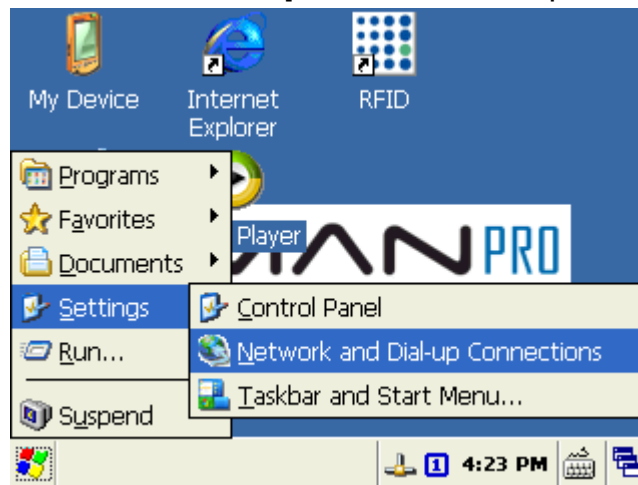 My Device
Internet
Explorer
RFID
Programs
Favorites
Documents
Settings
Run...
Suspend
Player
IANPRO
Control Panel
Network and Dial-up Connections
Taskbar and Start Menu...
1
4:23 PM